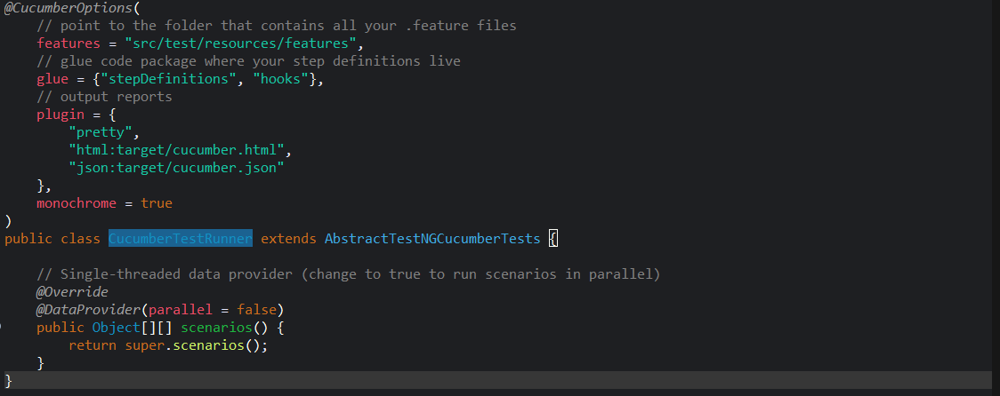 @CucumberOptions(
    // point to the folder that contains all your .feature files
    features = "src/test/resources/features",
    // glue code package where your step definitions live
    glue = {"stepDefinitions", "hooks"},
    // output reports
    plugin = {
        "pretty",
        "html:target/cucumber.html",
        "json:target/cucumber.json"
    },
    monochrome = true
)
public class CucumberTestRunner extends AbstractTestNGCucumberTests {

    // Single-threaded data provider (change to true to run scenarios in parallel)
    @Override
    @DataProvider(parallel = false)
    public Object[][] scenarios() {
        return super.scenarios();
    }
}